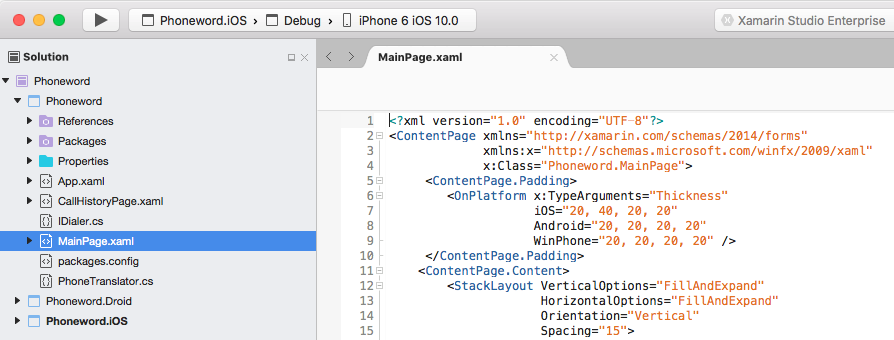 Phoneword.iOS > Debug > iPhone 6 iOS 10.0
Xamarin Studio Enterprise
Solution
Phoneword
Phoneword
References
Packages
Properties
App.xaml
CallHistoryPage.xaml
IDialer.cs
MainPage.xaml
packages.config
PhoneTranslator.cs
Phoneword.Droid
Phoneword.iOS
MainPage.xaml
1 <?xml version="1.0" encoding="UTF-8"?>
2 <ContentPage xmlns="http://xamarin.com/schemas/2014/forms"
3 xmlns:x="http://schemas.microsoft.com/winfx/2009/xaml"
4 x:Class="Phoneword.MainPage">
5 <ContentPage.Padding>
6 <OnPlatform x:TypeArguments="Thickness"
7 iOS="20, 40, 20, 20"
8 Android="20, 20, 20, 20"
9 WinPhone="20, 20, 20, 20" />
10 </ContentPage.Padding>
11 <ContentPage.Content>
12 <StackLayout VerticalOptions="FillAndExpand"
13 HorizontalOptions="FillAndExpand"
14 Orientation="Vertical"
15 Spacing="15">